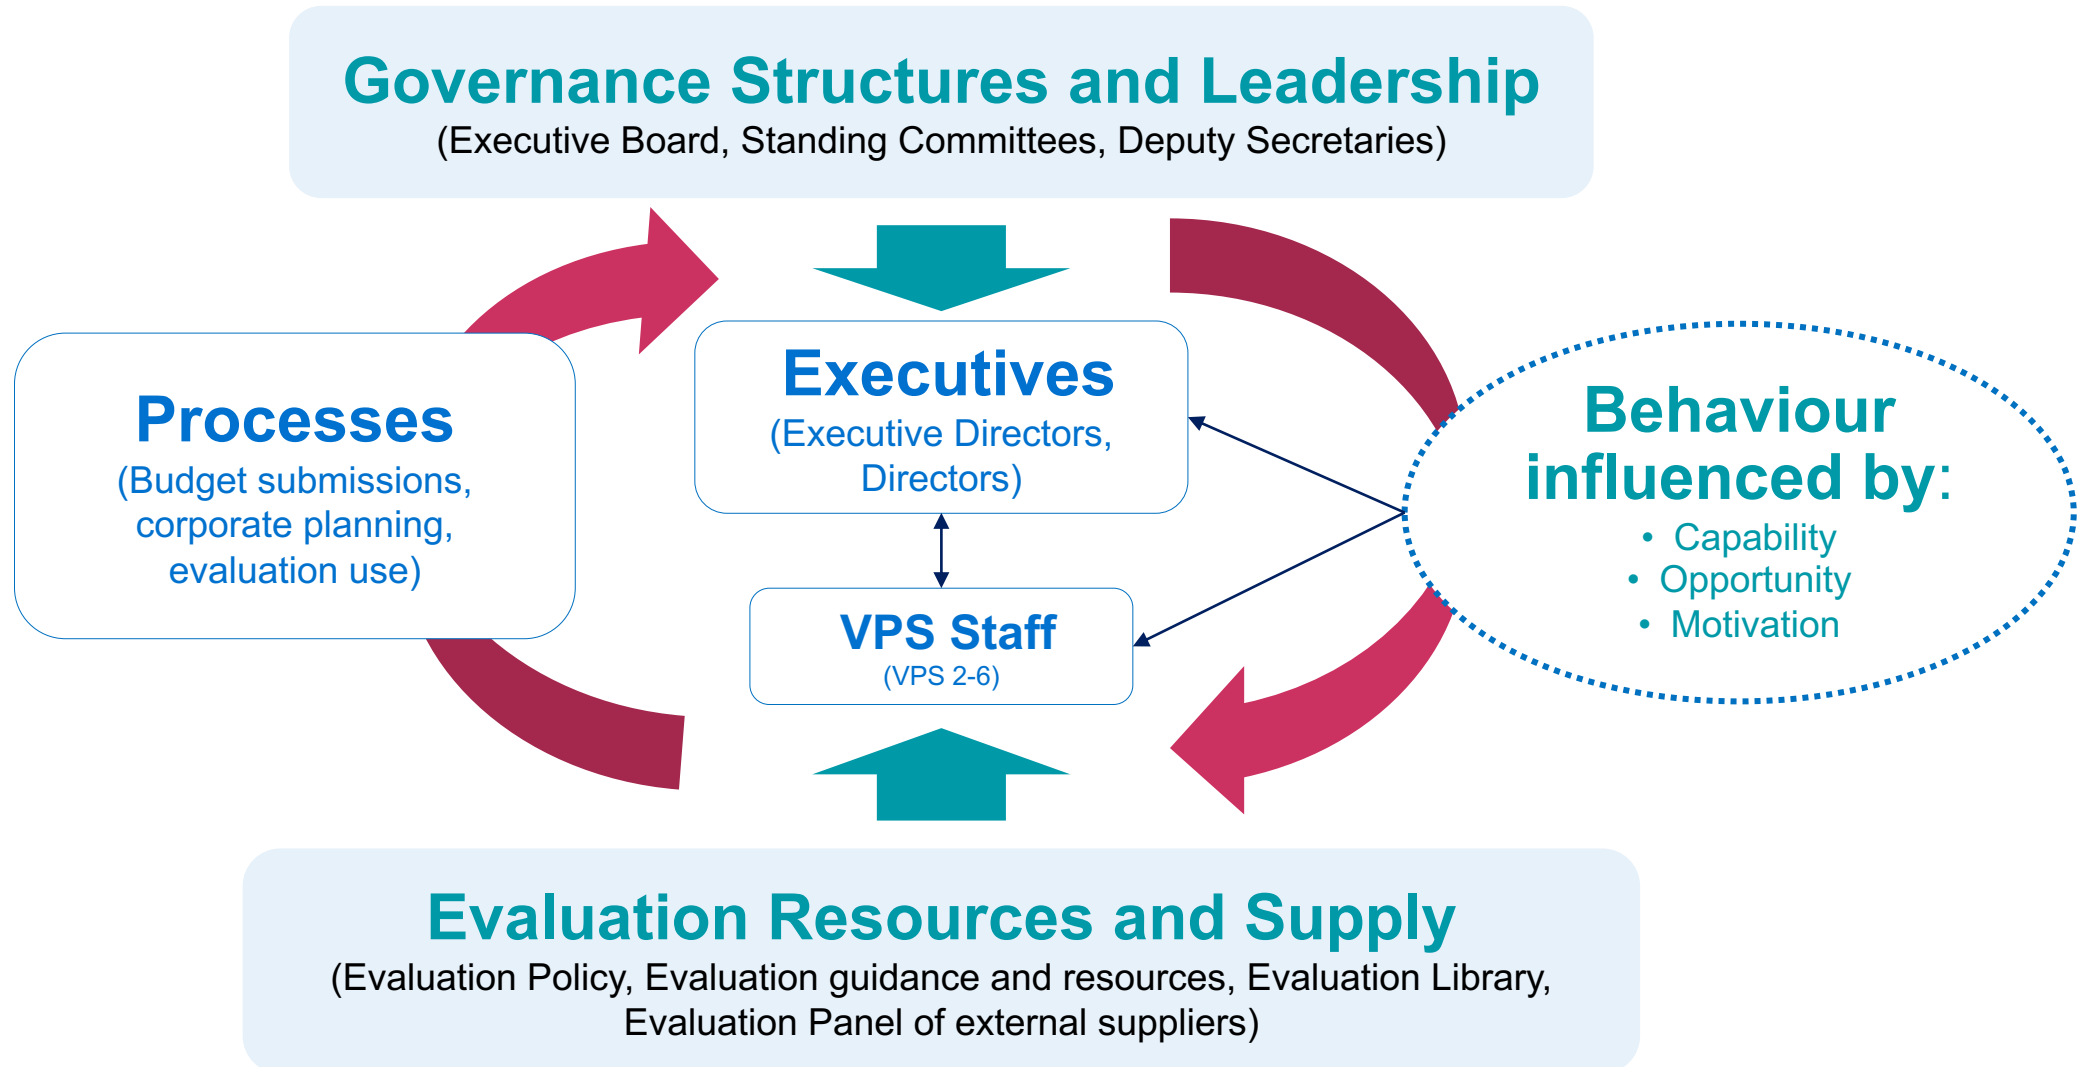 Governance Structures and Leadership
(Executive Board, Standing Committees, Deputy Secretaries)
Processes
(Budget submissions,
corporate planning,
evaluation use)
Executives
(Executive Directors,
Directors)
VPS Staff
(VPS 2-6)
Behaviour
influenced by:
• Capability
• Opportunity
• Motivation
Evaluation Resources and Supply
(Evaluation Policy, Evaluation guidance and resources, Evaluation Library,
Evaluation Panel of external suppliers)